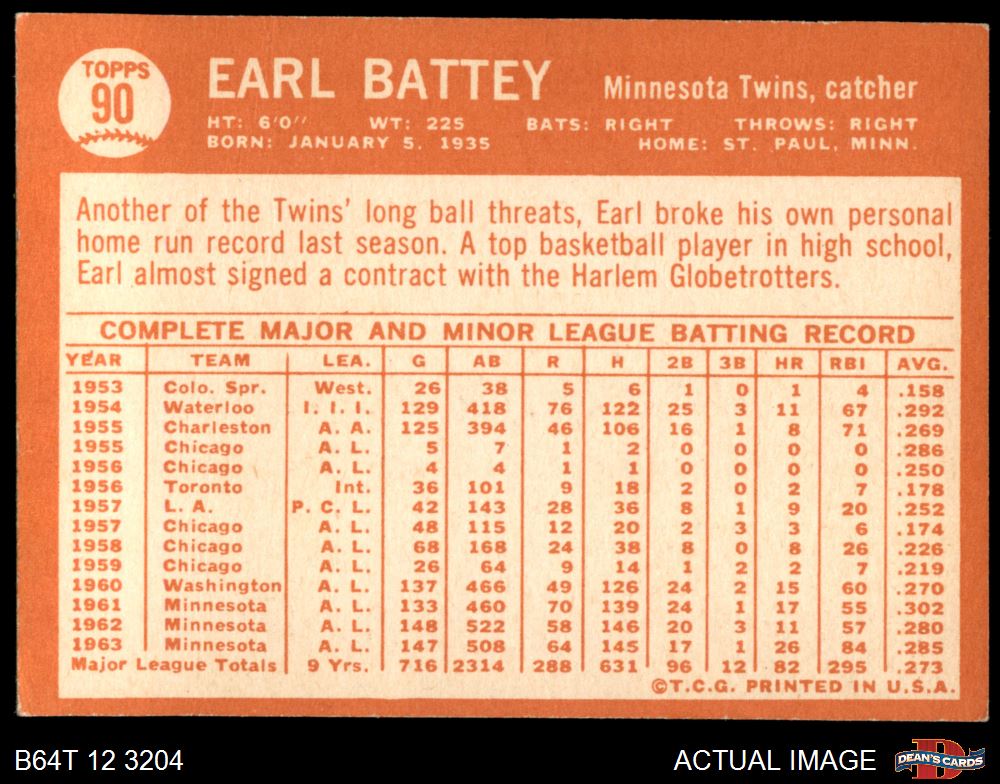 TOPPS
90
EARL BATTEY
Minnesota Twins, catcher
HT: 6'0" WT: 225 BATS: RIGHT THROWS: RIGHT
BORN: JANUARY 5, 1935 HOME: ST. PAUL, MINN.
Another of the Twins' long ball threats, Earl broke his own personal
home run record last season. A top basketball player in high school,
Earl almost signed a contract with the Harlem Globetrotters.
COMPLETE MAJOR AND MINOR LEAGUE BATTING RECORD
YEAR TEAM LEA. G AB R H 2B 3B HR RBI AVG.
1953 Colo. Spr. West. 26 38 5 6 1 0 1 4 .158
1954 Waterloo I. I. I. 129 418 76 122 25 3 11 67 .292
1955 Charleston A. A. 125 394 46 106 16 1 8 71 .269
1955 Chicago A. L. 5 7 1 2 0 0 0 0 .286
1956 Chicago A. L. 4 4 1 1 0 0 0 0 .250
1956 Toronto Int. 36 101 9 18 2 0 2 7 .178
1957 L. A. P. C. L. 42 143 28 36 8 1 9 20 .252
1957 Chicago A. L. 48 115 12 20 2 3 3 6 .174
1958 Chicago A. L. 68 168 24 38 8 0 8 26 .226
1959 Chicago A. L. 26 64 9 14 1 2 2 7 .219
1960 Washington A. L. 137 466 49 126 24 2 15 60 .270
1961 Minnesota A. L. 133 460 70 139 24 1 17 55 .302
1962 Minnesota A. L. 148 522 58 146 20 3 11 57 .280
1963 Minnesota A. L. 147 508 64 145 17 1 26 84 .285
Major League Totals 9 Yrs. 716 2314 288 631 96 12 82 295 .273
©T.C.G. PRINTED IN U.S.A.
B64T 12 3204 ACTUAL IMAGE DEAN'S CARDS